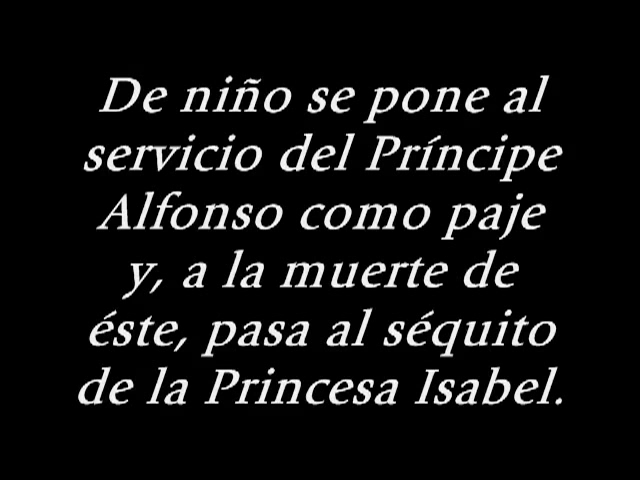 De niño se pone al
servicio del Príncipe
Alfonso como paje
y, a la muerte de
éste, pasa al séquito
de la Princesa Isabel.